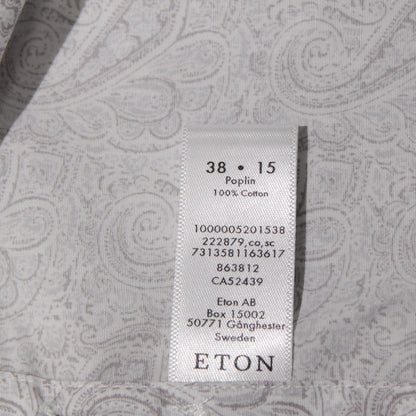 38 • 15
Poplin
100% Cotton
1000005201538
222879,co,sc
7313581163617
863812
CA52439
Eton AB
Box 15002
50771 Gånghester
Sweden
ETON